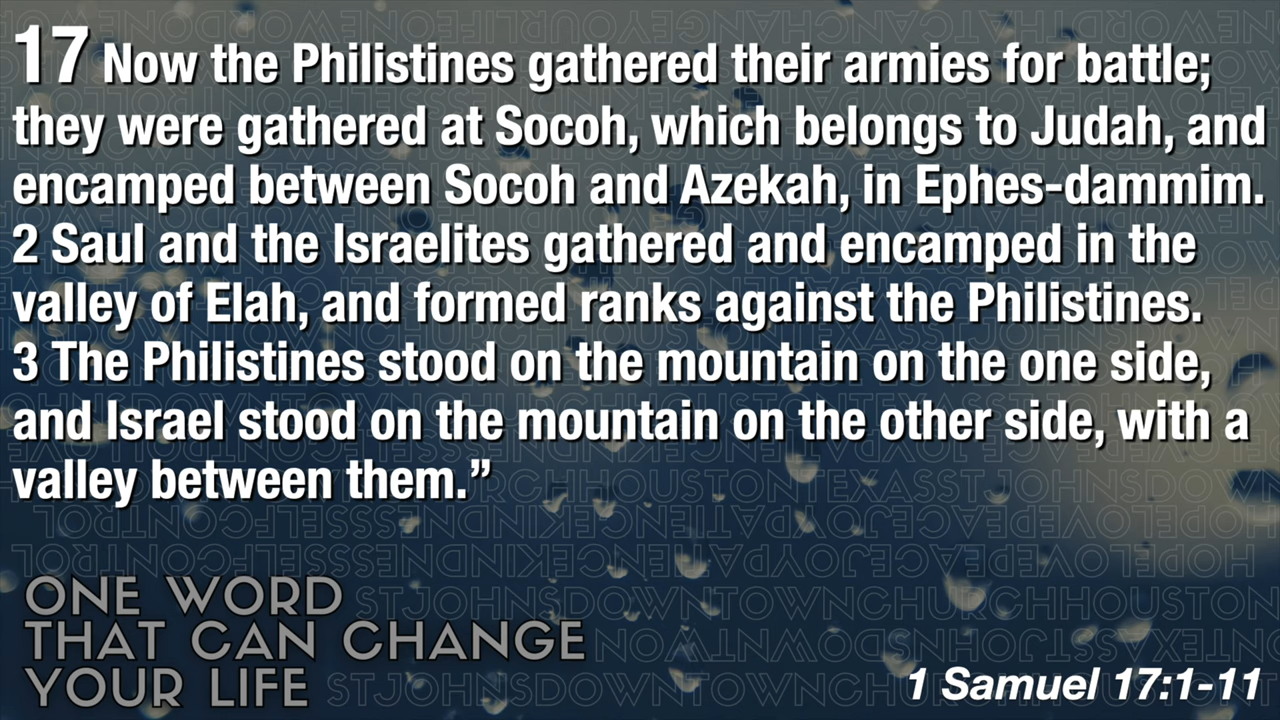 17 Now the Philistines gathered their armies for battle;
they were gathered at Socoh, which belongs to Judah, and
encamped between Socoh and Azekah, in Ephes-dammim.
2 Saul and the Israelites gathered and encamped in the
valley of Elah, and formed ranks against the Philistines.
3 The Philistines stood on the mountain on the one side,
and Israel stood on the mountain on the other side, with a
valley between them.”
ONE WORD
THAT CAN CHANGE
YOUR LIFE
1 Samuel 17:1-11